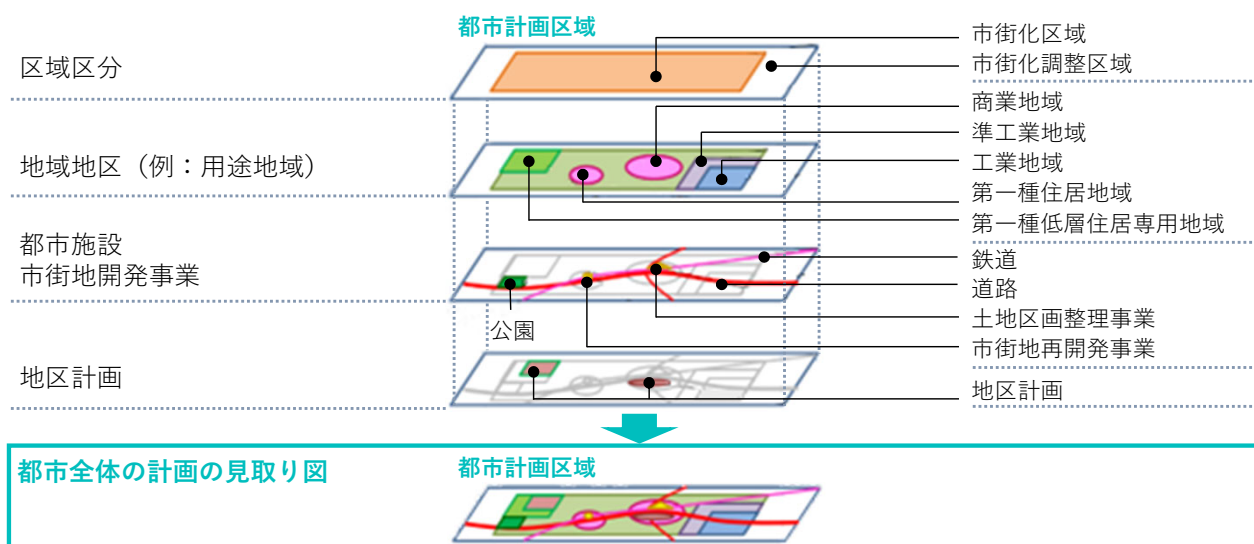 都市計画区域
区域区分
市街化区域
市街化調整区域
地域地区（例：用途地域）
商業地域
準工業地域
工業地域
第一種住居地域
第一種低層住居専用地域
都市施設
市街地開発事業
鉄道
道路
公園
土地区画整理事業
市街地再開発事業
地区計画
地区計画
都市全体の計画の見取り図
都市計画区域